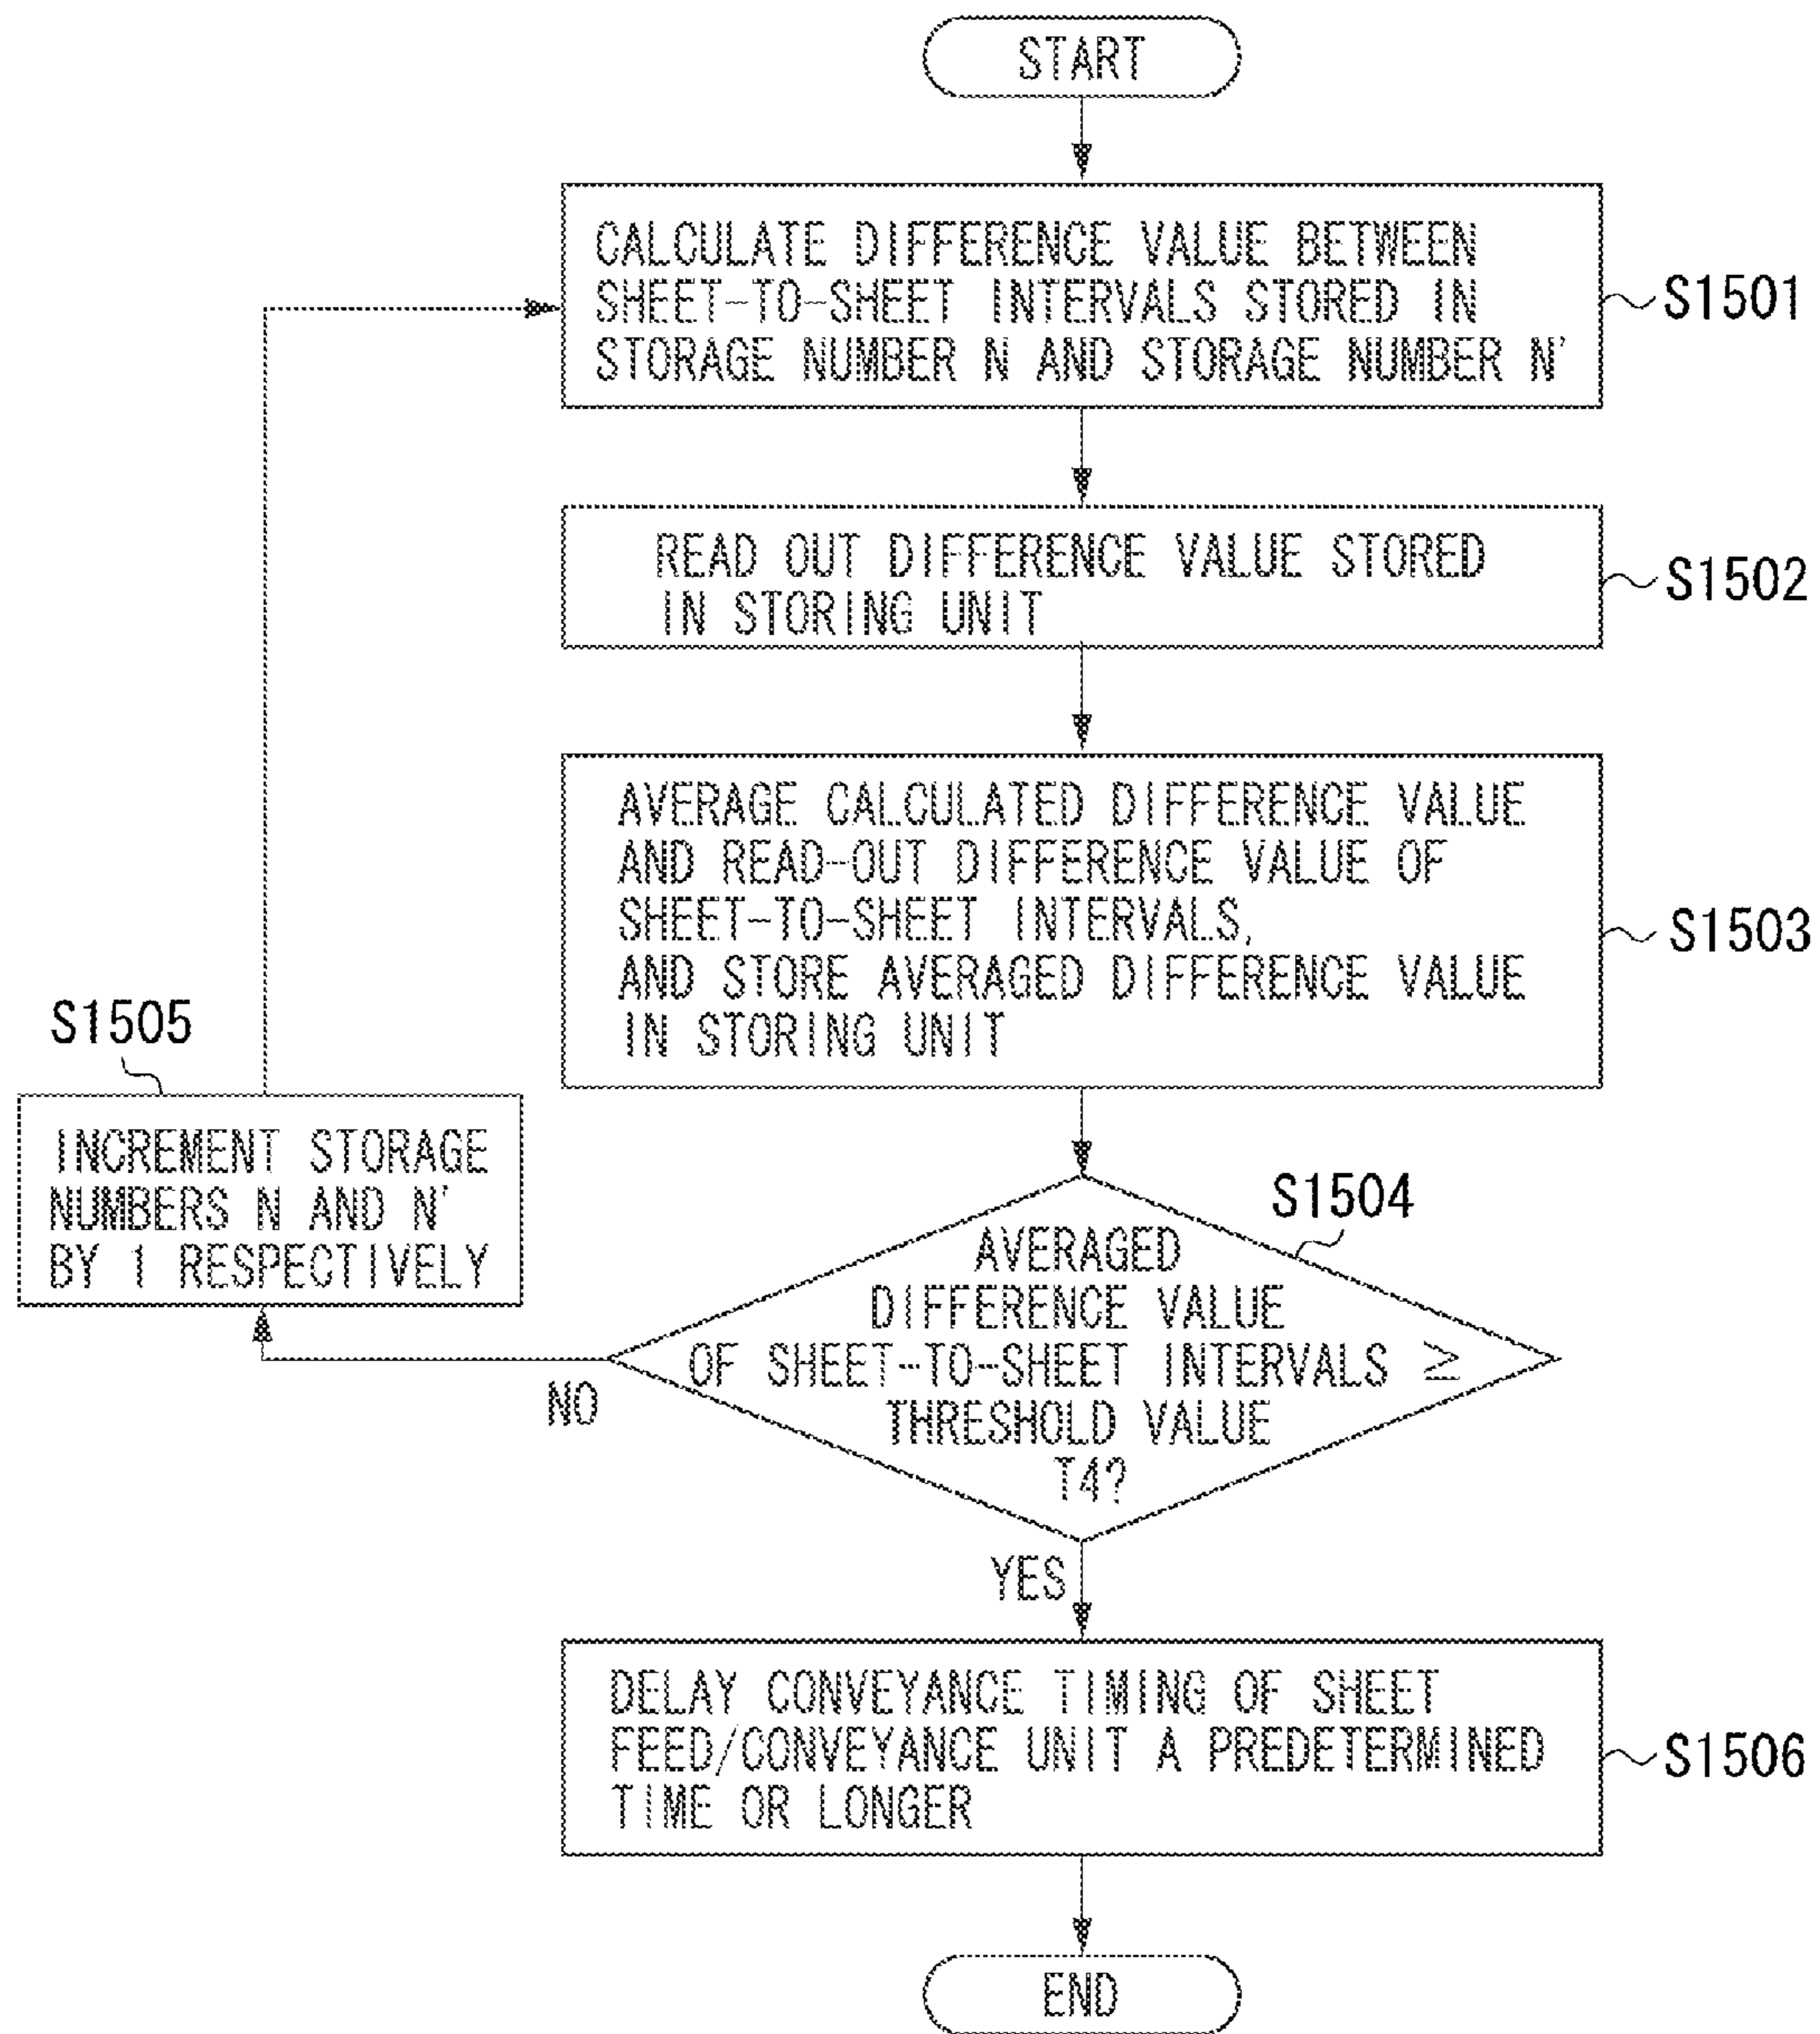 START
CALCULATE DIFFERENCE VALUE BETWEEN
SHEET-TO-SHEET INTERVALS STORED IN
STORAGE NUMBER N AND STORAGE NUMBER N'
S1501
READ OUT DIFFERENCE VALUE STORED
IN STORING UNIT
S1502
AVERAGE CALCULATED DIFFERENCE VALUE
AND READ-OUT DIFFERENCE VALUE OF
SHEET-TO-SHEET INTERVALS,
AND STORE AVERAGED DIFFERENCE VALUE
IN STORING UNIT
S1503
S1505
INCREMENT STORAGE
NUMBERS N AND N'
BY 1 RESPECTIVELY
S1504
AVERAGED
DIFFERENCE VALUE
OF SHEET-TO-SHEET INTERVALS ≧
THRESHOLD VALUE
T4?
NO
YES
DELAY CONVEYANCE TIMING OF SHEET
FEED/CONVEYANCE UNIT A PREDETERMINED
TIME OR LONGER
S1506
END